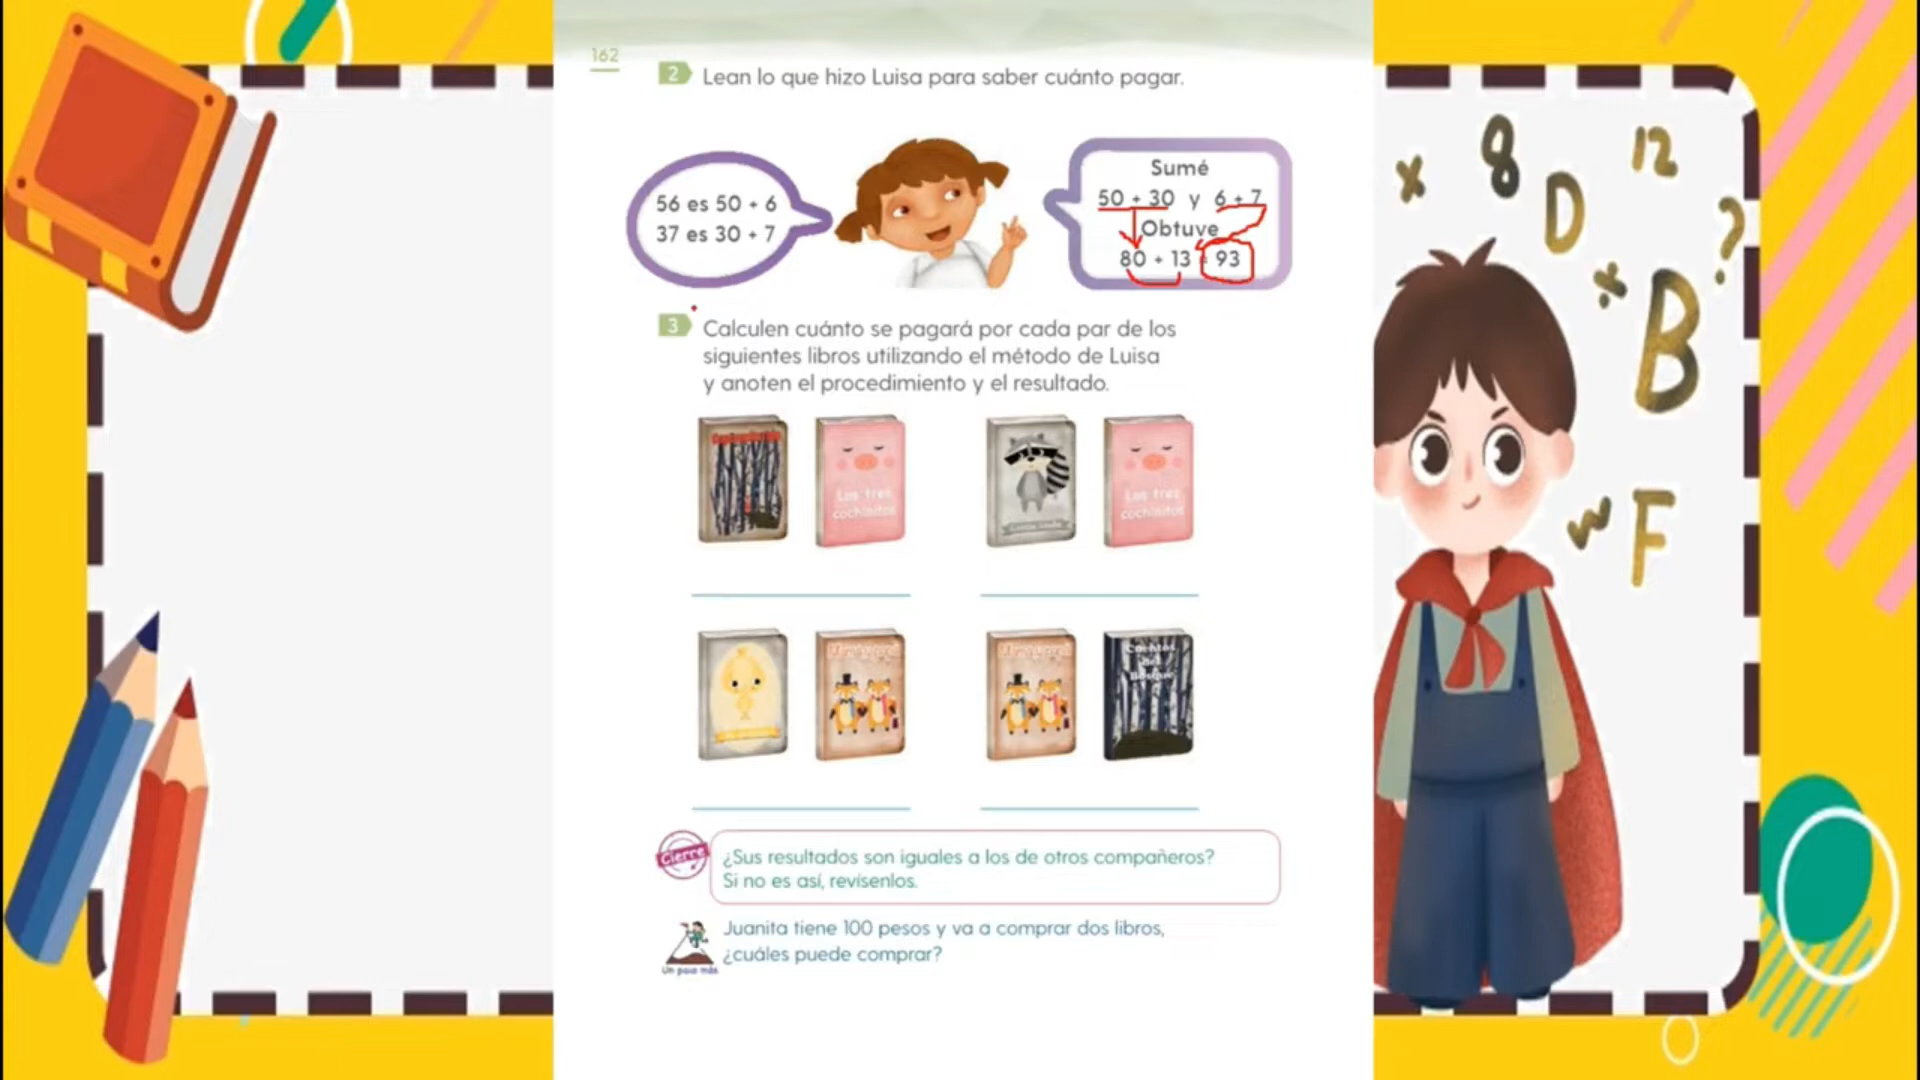 162
2 Lean lo que hizo Luisa para saber cuánto pagar.
56 es 50 + 6
37 es 30 + 7
Sumé
50 + 30 y 6 + 7
Obtuve
80 + 13 = 93
3 Calculen cuánto se pagará por cada par de los
siguientes libros utilizando el método de Luisa
y anoten el procedimiento y el resultado.
Los tres
cochinitos
Los tres
cochinitos
Cuentos
del
Bosque
Cierre
¿Sus resultados son iguales a los de otros compañeros?
Si no es así, revísenlos.
Un paso más
Juanita tiene 100 pesos y va a comprar dos libros,
¿cuáles puede comprar?
x 8 12
D
?
B
F